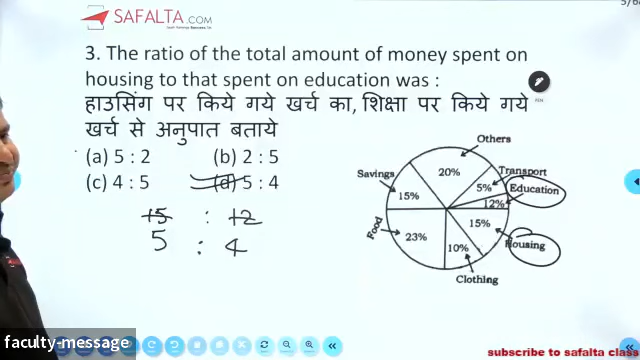 5/6
SAFALTA.COM
3. The ratio of the total amount of money spent on
housing to that spent on education was :
हाउसिंग पर किये गये खर्च का, शिक्षा पर किये गये
खर्च से अनुपात बताये
(a) 5 : 2 (b) 2 : 5
(c) 4 : 5 (d) 5 : 4
15 : 12
5 : 4
Others
20%
Transport
5%
Education
12%
Savings
15%
15%
Housing
Food
23%
10%
Clothing
faculty-message
subscribe to safalta class